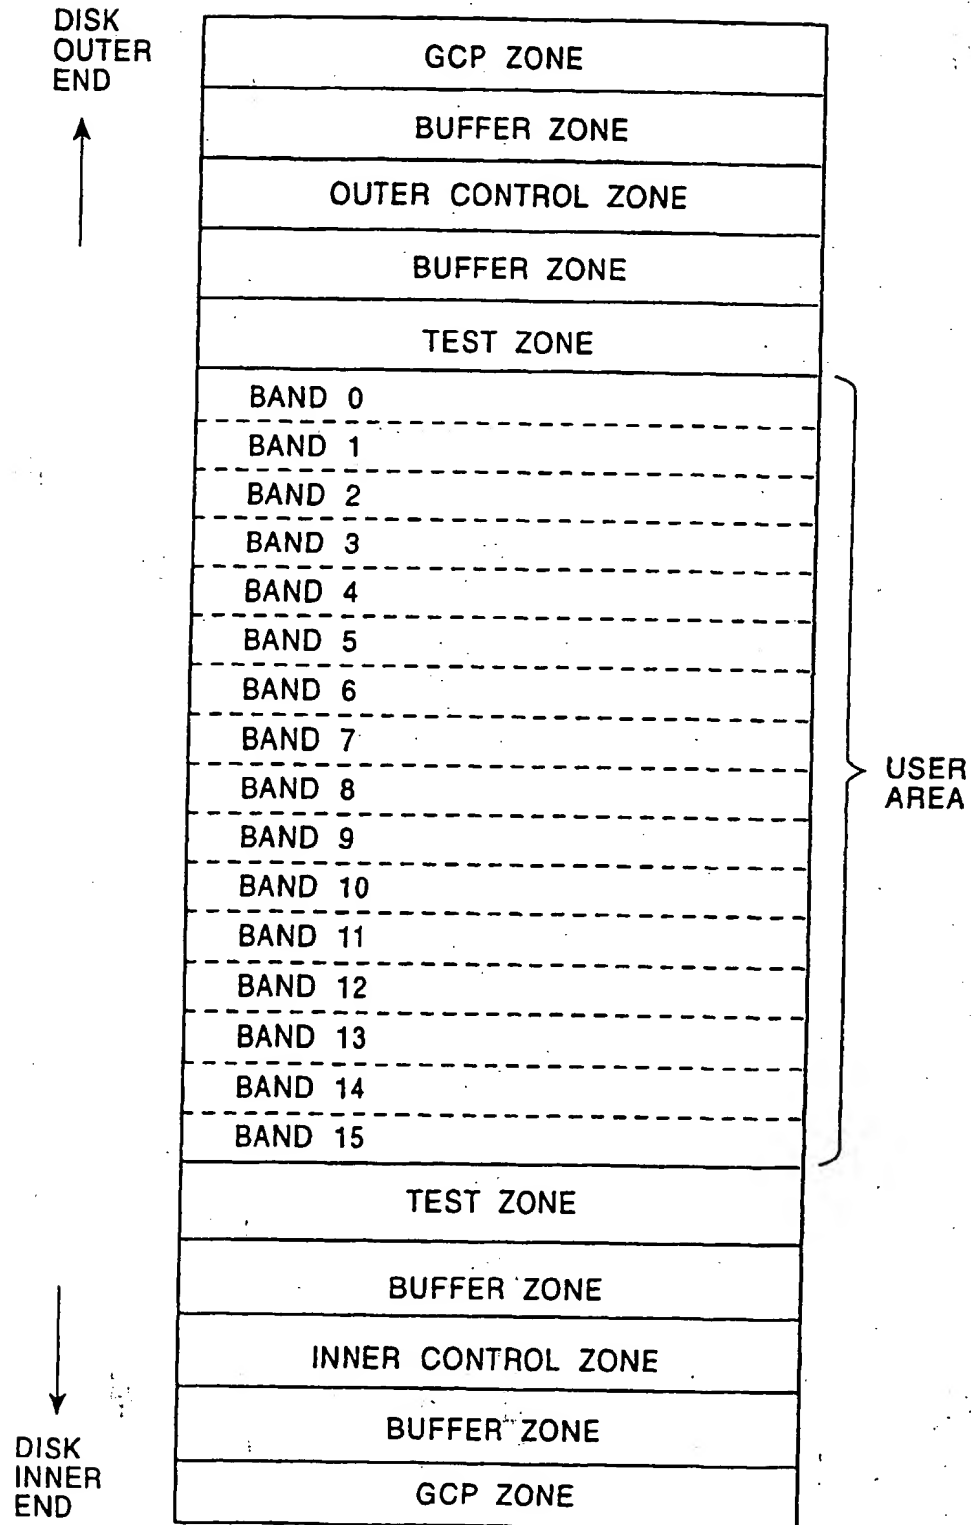 DISK
OUTER
END
GCP ZONE
BUFFER ZONE
OUTER CONTROL ZONE
BUFFER ZONE
TEST ZONE
BAND 0
BAND 1
BAND 2
BAND 3
BAND 4
BAND 5
BAND 6
BAND 7
BAND 8
BAND 9
BAND 10
BAND 11
BAND 12
BAND 13
BAND 14
BAND 15
USER
AREA
TEST ZONE
BUFFER ZONE
INNER CONTROL ZONE
BUFFER ZONE
GCP ZONE
DISK
INNER
END